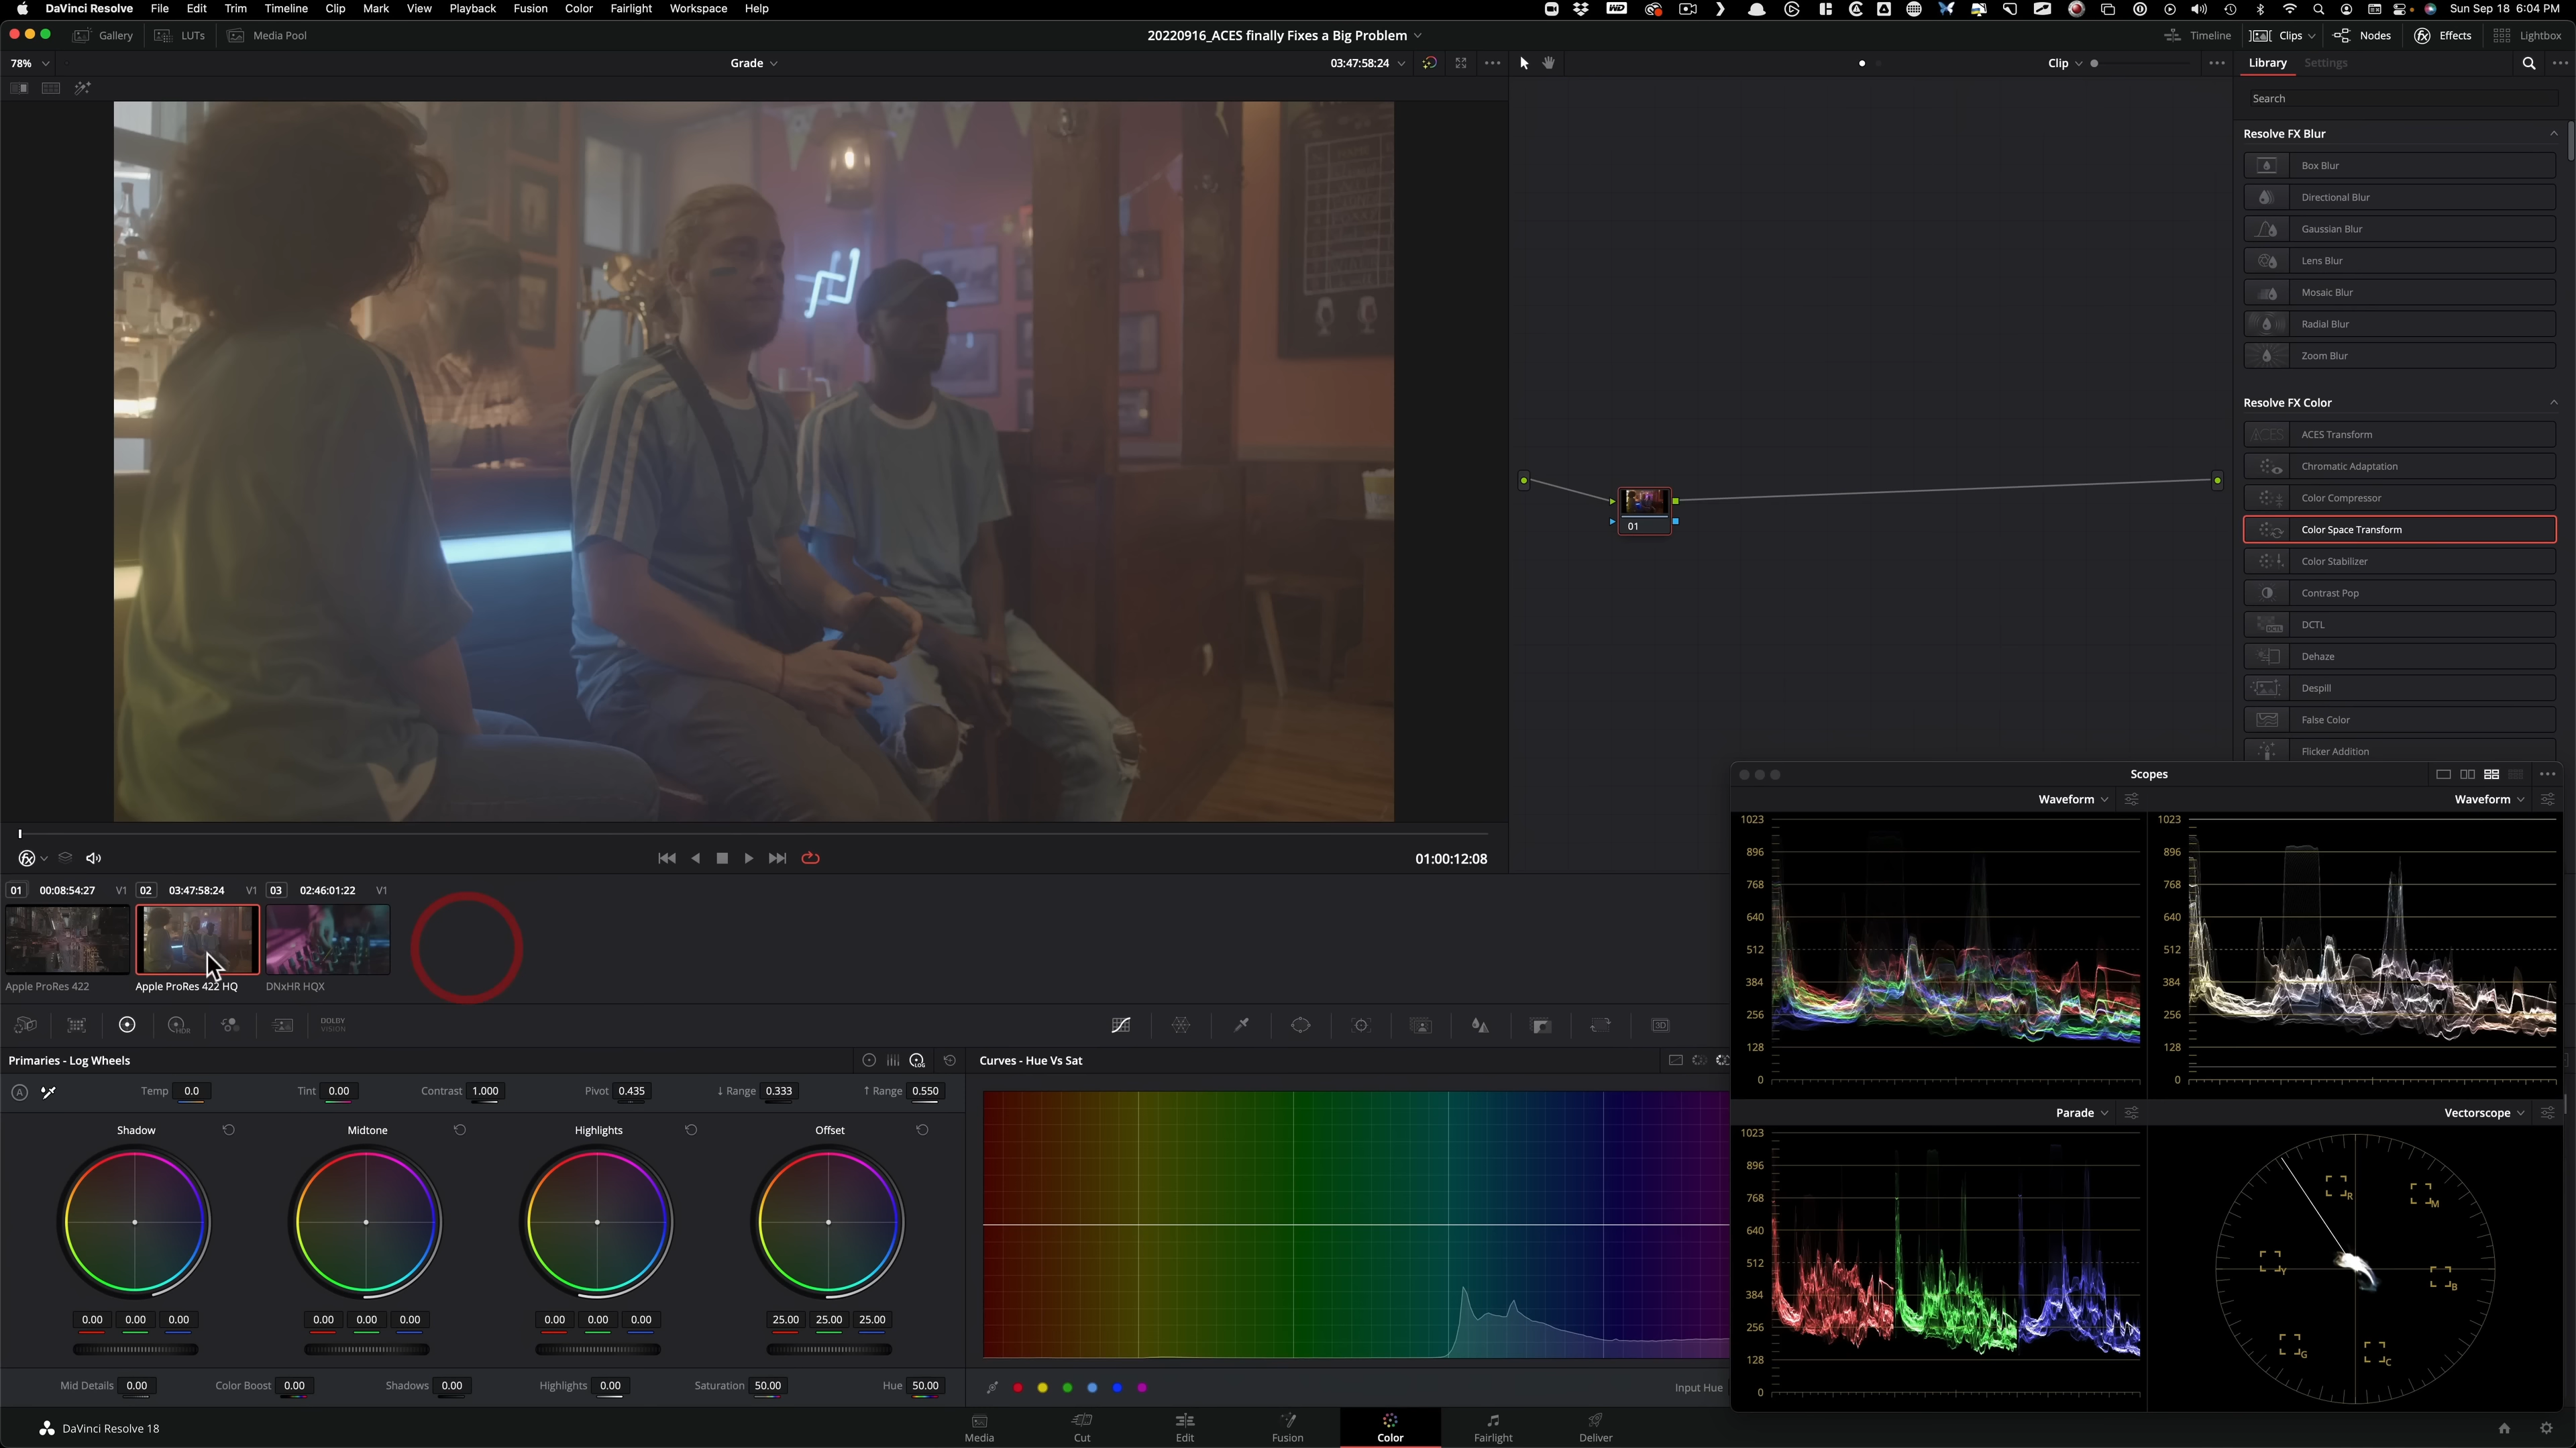 DaVinci Resolve File Edit Trim Timeline Clip Mark View Playback Fusion Color Fairlight Workspace Help Sun Sep 18 6:04 PM
Gallery LUTs Media Pool 20220916_ACES finally Fixes a Big Problem Timeline Clips Nodes Effects Lightbox
78% Grade 03:47:58:24 Clip Library Settings
Search
Resolve FX Blur
Box Blur
Directional Blur
Gaussian Blur
Lens Blur
Mosaic Blur
Radial Blur
Zoom Blur
Resolve FX Color
ACES Transform
Chromatic Adaptation
Color Compressor
Color Space Transform
Color Stabilizer
Contrast Pop
DCTL
Dehaze
Despill
False Color
Flicker Addition
01
01:00:12:08
01 00:08:54:27 V1 02 03:47:58:24 V1 03 02:46:01:22 V1
Apple ProRes 422 Apple ProRes 422 HQ DNxHR HQX
DOLBY
VISION
HDR
3D
Primaries - Log Wheels LOG
Curves - Hue Vs Sat
A Temp 0.0 Tint 0.00 Contrast 1.000 Pivot 0.435 ↓ Range 0.333 ↑ Range 0.550
Shadow Midtone Highlights Offset
0.00 0.00 0.00 0.00 0.00 0.00 0.00 0.00 0.00 25.00 25.00 25.00
Mid Details 0.00 Color Boost 0.00 Shadows 0.00 Highlights 0.00 Saturation 50.00 Hue 50.00
Input Hue
Scopes
Waveform Waveform
1023 1023
896 896
768 768
640 640
512 512
384 384
256 256
128 128
0 0
Parade Vectorscope
1023
896
768
640
512
384
256
128
0
R
M
Y
B
G
C
DaVinci Resolve 18 Media Cut Edit Fusion Color Fairlight Deliver